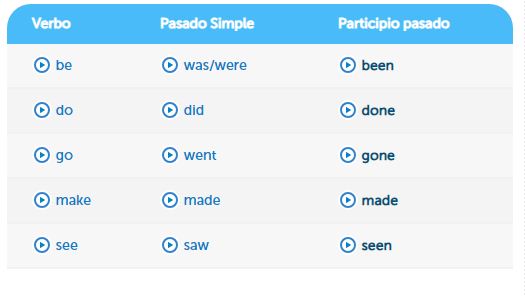 Verbo Pasado Simple Participio pasado
be was/were been
do did done
go went gone
make made made
see saw seen